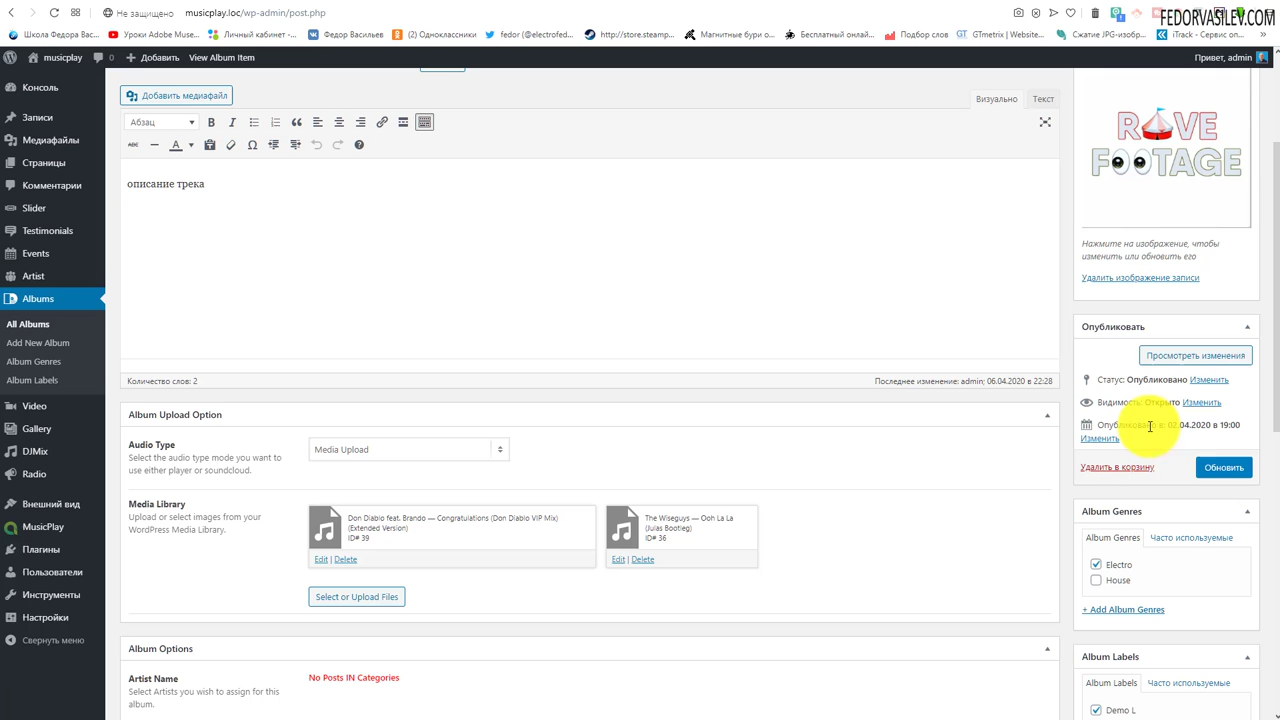 Не защищено musicplay.loc/wp-admin/post.php
FEDORVASILEV.COM
Школа Федора Вас... Уроки Adobe Muse... Личный кабинет -... Федор Васильев (2) Одноклассники fedor (@electrofed... http://store.steamp... Магнитные бури о... Бесплатный онлай... Подбор слов GTmetrix | Website... Сжатие JPG-изобр... iTrack - Сервис оп...
musicplay 0 Добавить View Album Item Привет, admin
Консоль
Записи
Медиафайлы
Страницы
Комментарии
Slider
Testimonials
Events
Artist
Albums
All Albums
Add New Album
Album Genres
Album Labels
Video
Gallery
DJMix
Radio
Внешний вид
MusicPlay
Плагины
Пользователи
Инструменты
Настройки
Свернуть меню
Добавить медиафайл
Визуально Текст
Абзац
ABC
описание трека
Количество слов: 2 Последнее изменение: admin; 06.04.2020 в 22:28
Album Upload Option
Audio Type
Select the audio type mode you want to
use either player or soundcloud.
Media Upload
Media Library
Upload or select images from your
WordPress Media Library.
Don Diablo feat. Brando — Congratulations (Don Diablo VIP Mix)
(Extended Version)
ID# 39
Edit | Delete
The Wiseguys — Ooh La La
(Julas Bootleg)
ID# 36
Edit | Delete
Select or Upload Files
Album Options
Artist Name
Select Artists you wish to assign for this
album.
No Posts IN Categories
RAVE
FOOTAGE
Нажмите на изображение, чтобы
изменить или обновить его
Удалить изображение записи
Опубликовать
Просмотреть изменения
Статус: Опубликовано Изменить
Видимость: Открыто Изменить
Опубликовано в: 02.04.2020 в 19:00
Изменить
Удалить в корзину Обновить
Album Genres
Album Genres Часто используемые
Electro
House
+ Add Album Genres
Album Labels
Album Labels Часто используемые
Demo L